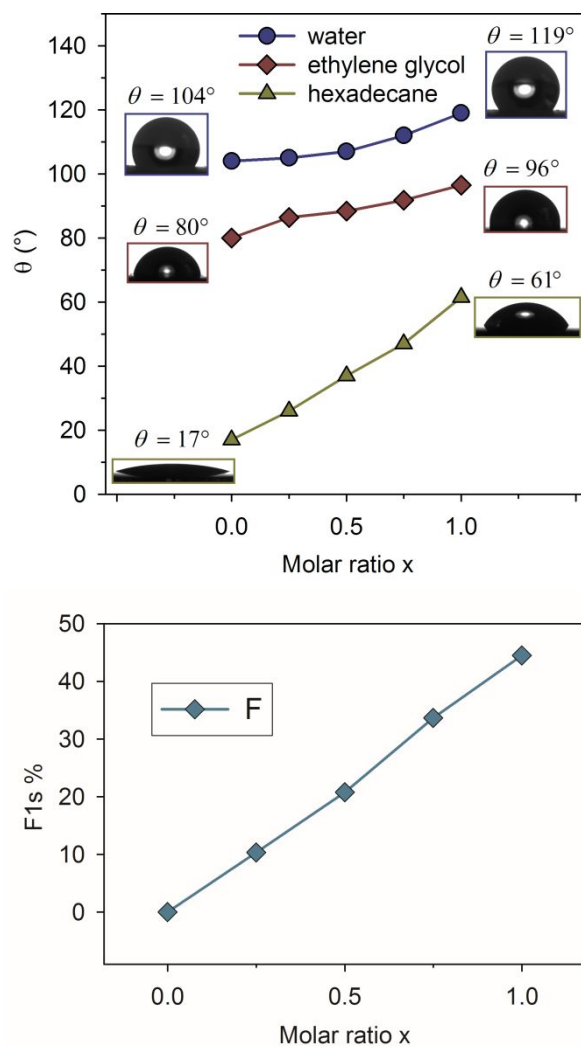 140
120
100
80
60
40
20
0
θ (°)
water
ethylene glycol
hexadecane
θ = 104°
θ = 119°
θ = 80°
θ = 96°
θ = 61°
θ = 17°
0.0 0.5 1.0
Molar ratio x
50
40
30
20
10
0
F1s %
F
0.0 0.5 1.0
Molar ratio x